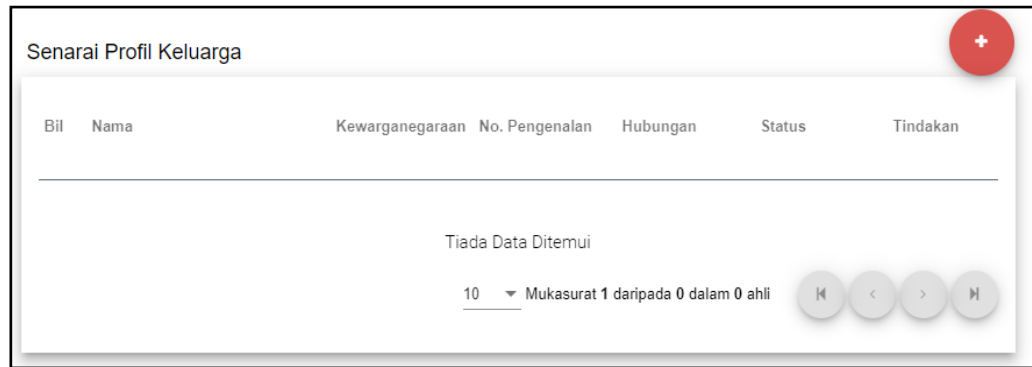 Senarai Profil Keluarga
Bil Nama Kewarganegaraan No. Pengenalan Hubungan Status Tindakan
Tiada Data Ditemui
10 Mukasurat 1 daripada 0 dalam 0 ahli